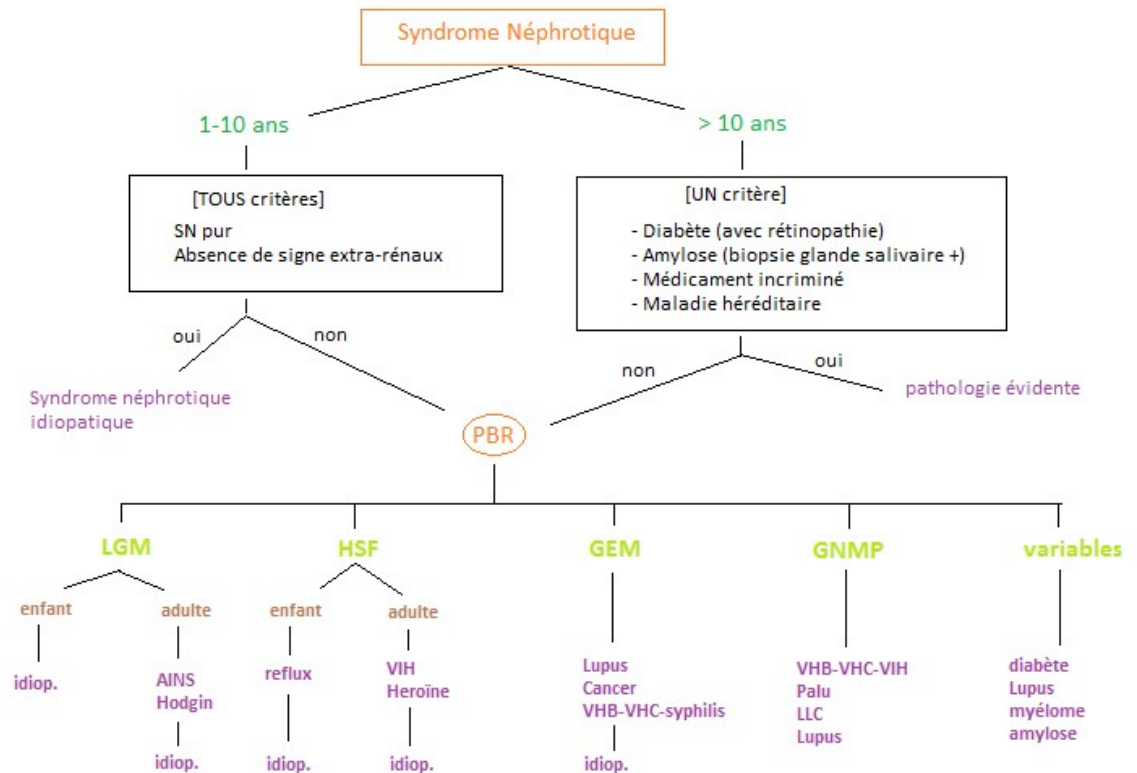 Syndrome Néphrotique
1-10 ans
> 10 ans
[TOUS critères]
SN pur
Absence de signe extra-rénaux
[UN critère]
- Diabète (avec rétinopathie)
- Amylose (biopsie glande salivaire +)
- Médicament incriminé
- Maladie héréditaire
oui
non
non
oui
Syndrome néphrotique
idiopatique
pathologie évidente
PBR
LGM
HSF
GEM
GNMP
variables
enfant
adulte
enfant
adulte
idiop.
AINS
Hodgin
idiop.
reflux
idiop.
VIH
Heroïne
idiop.
Lupus
Cancer
VHB-VHC-syphilis
idiop.
VHB-VHC-VIH
Palu
LLC
Lupus
diabète
Lupus
myélome
amylose